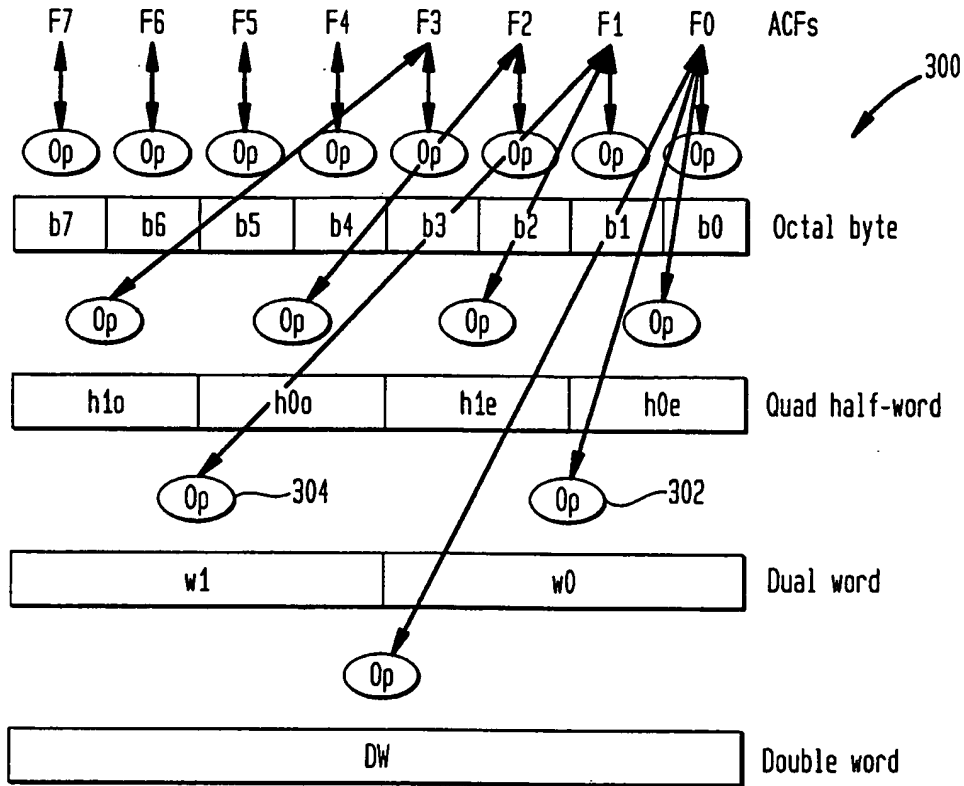 F7 F6 F5 F4 F3 F2 F1 F0 ACFs
300
Op Op Op Op Op Op Op Op
b7 b6 b5 b4 b3 b2 b1 b0 Octal byte
Op Op Op Op
h1o h0o h1e h0e Quad half-word
Op 304 Op 302
w1 w0 Dual word
Op
DW Double word